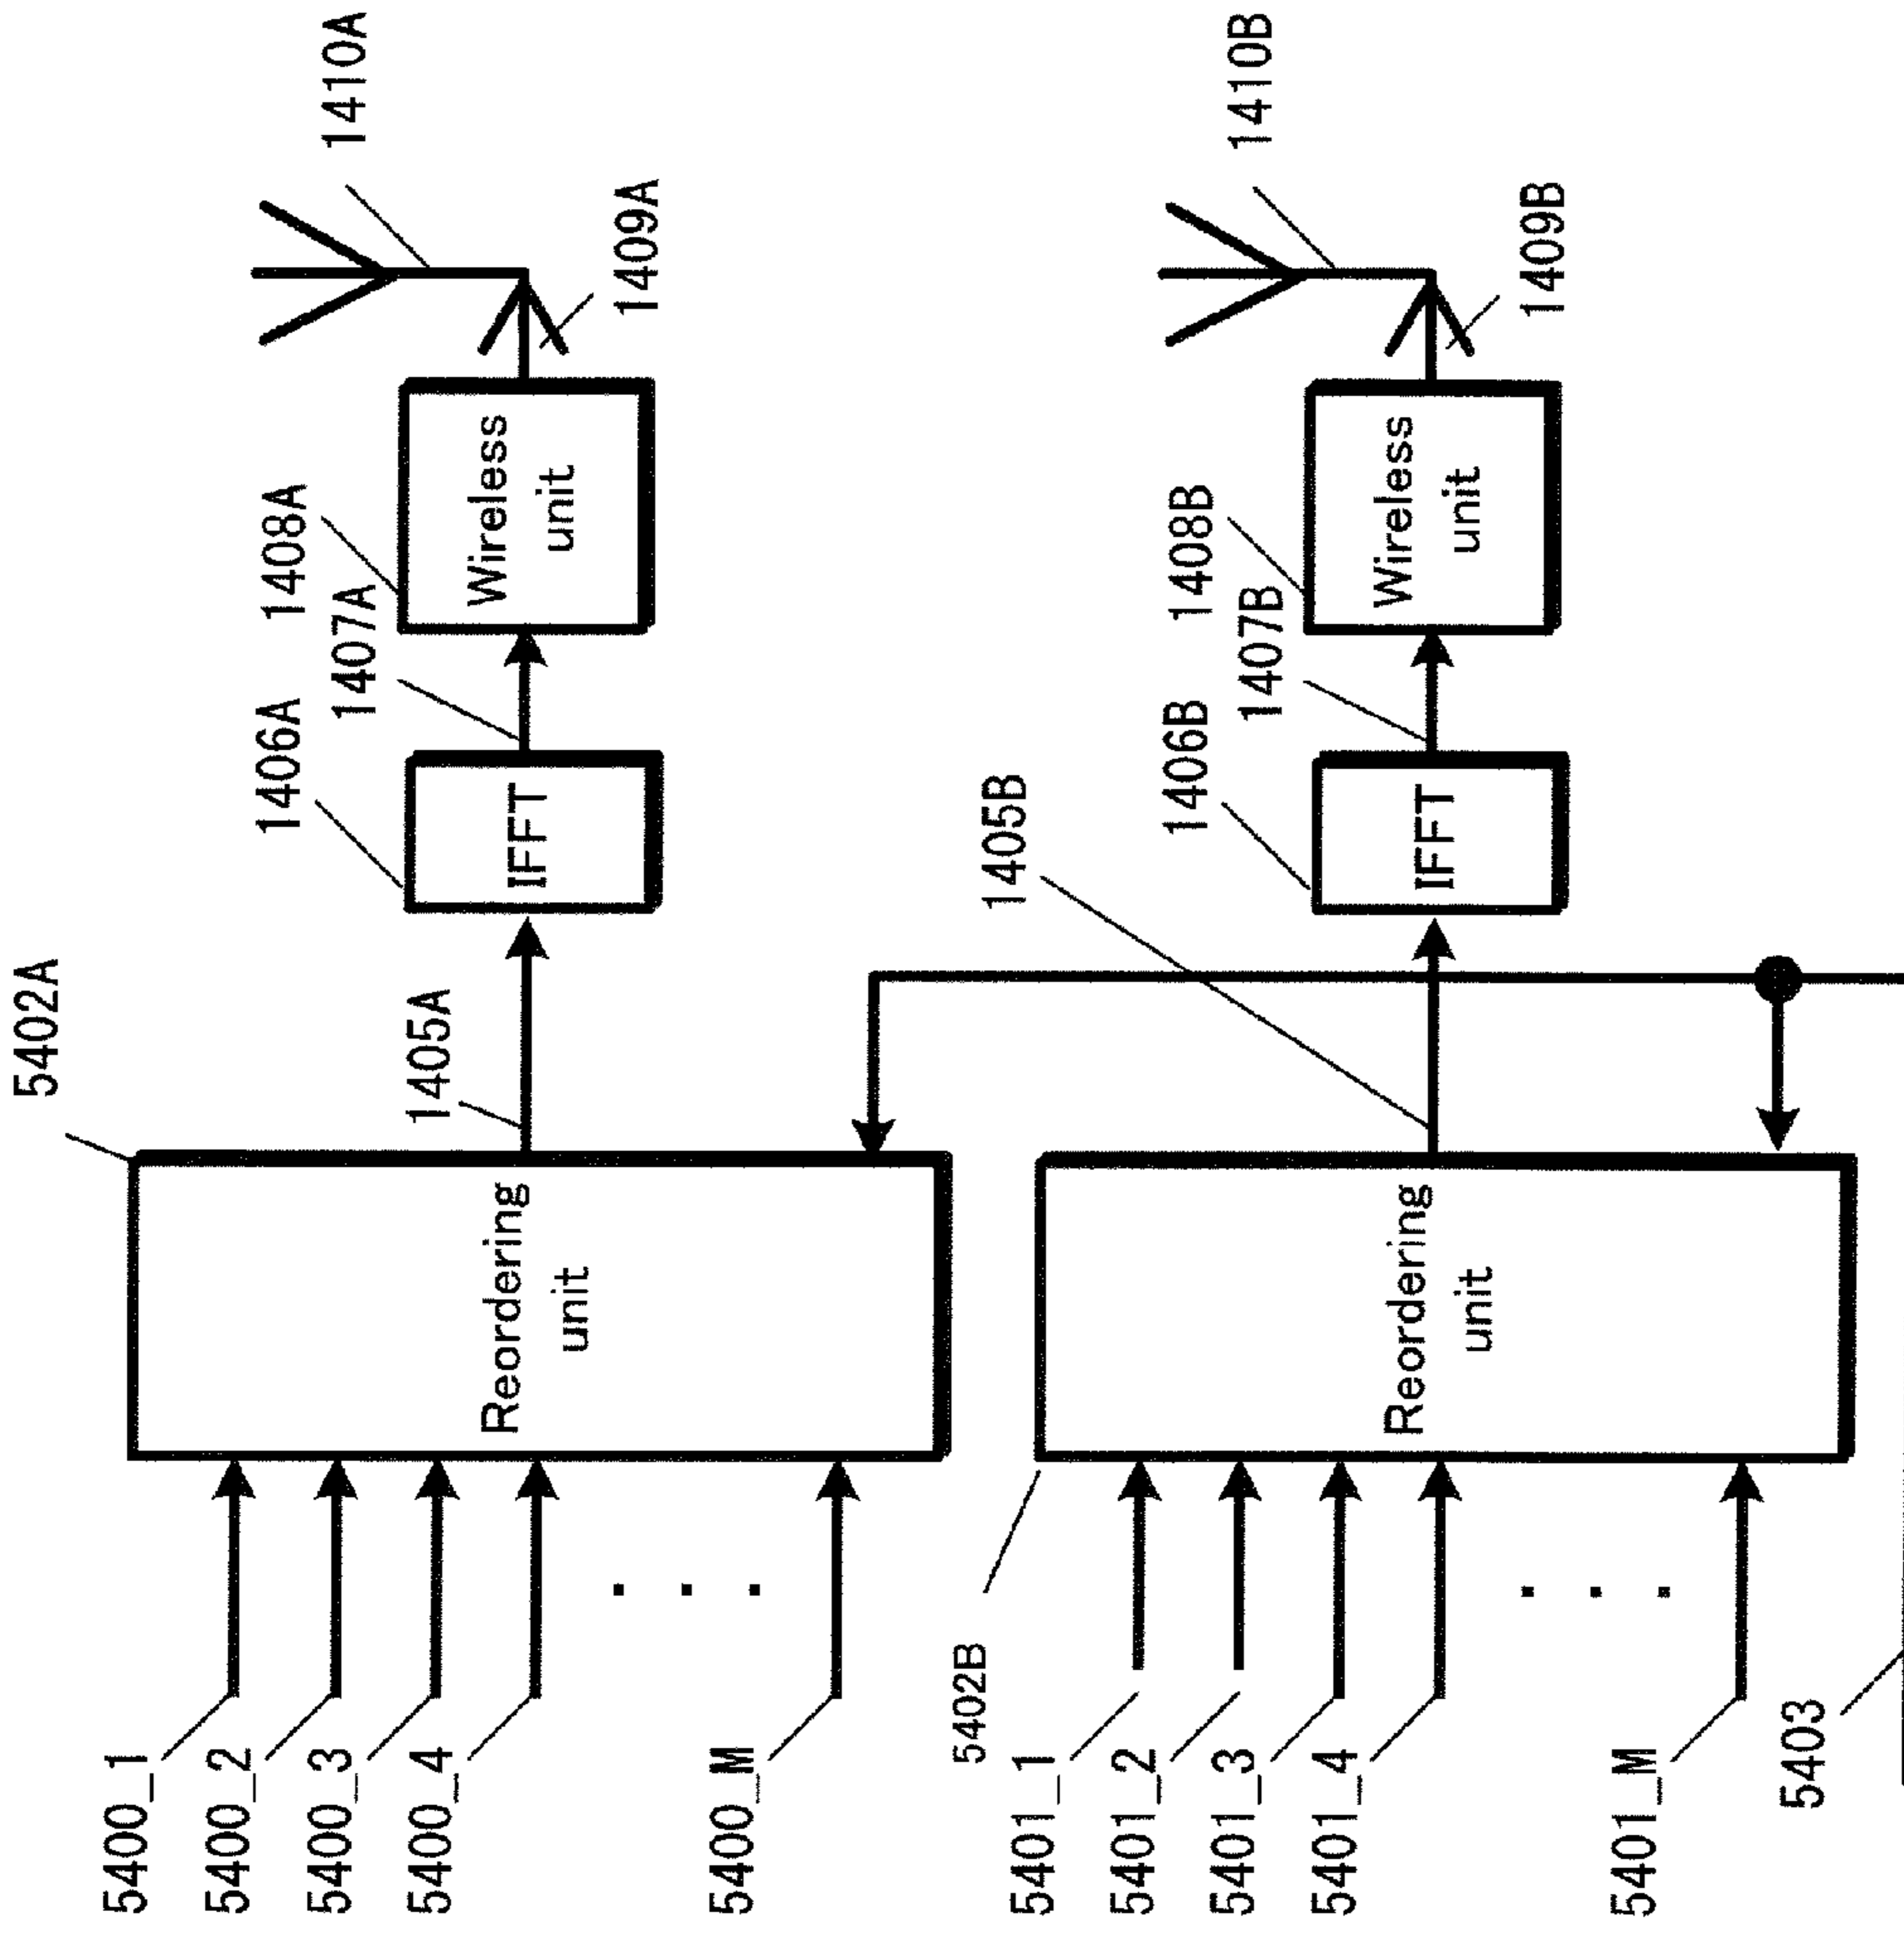 5402A
1410A
1408A
1406A
1407A
1409A
1405A
Reordering
unit
IFFT
Wireless
unit
5400_1
5400_2
5400_3
5400_4
. . .
5400_M
5402B
1405B
1410B
1408B
1406B
1407B
1409B
Reordering
unit
IFFT
Wireless
unit
5401_1
5401_2
5401_3
5401_4
. . .
5401_M
5403